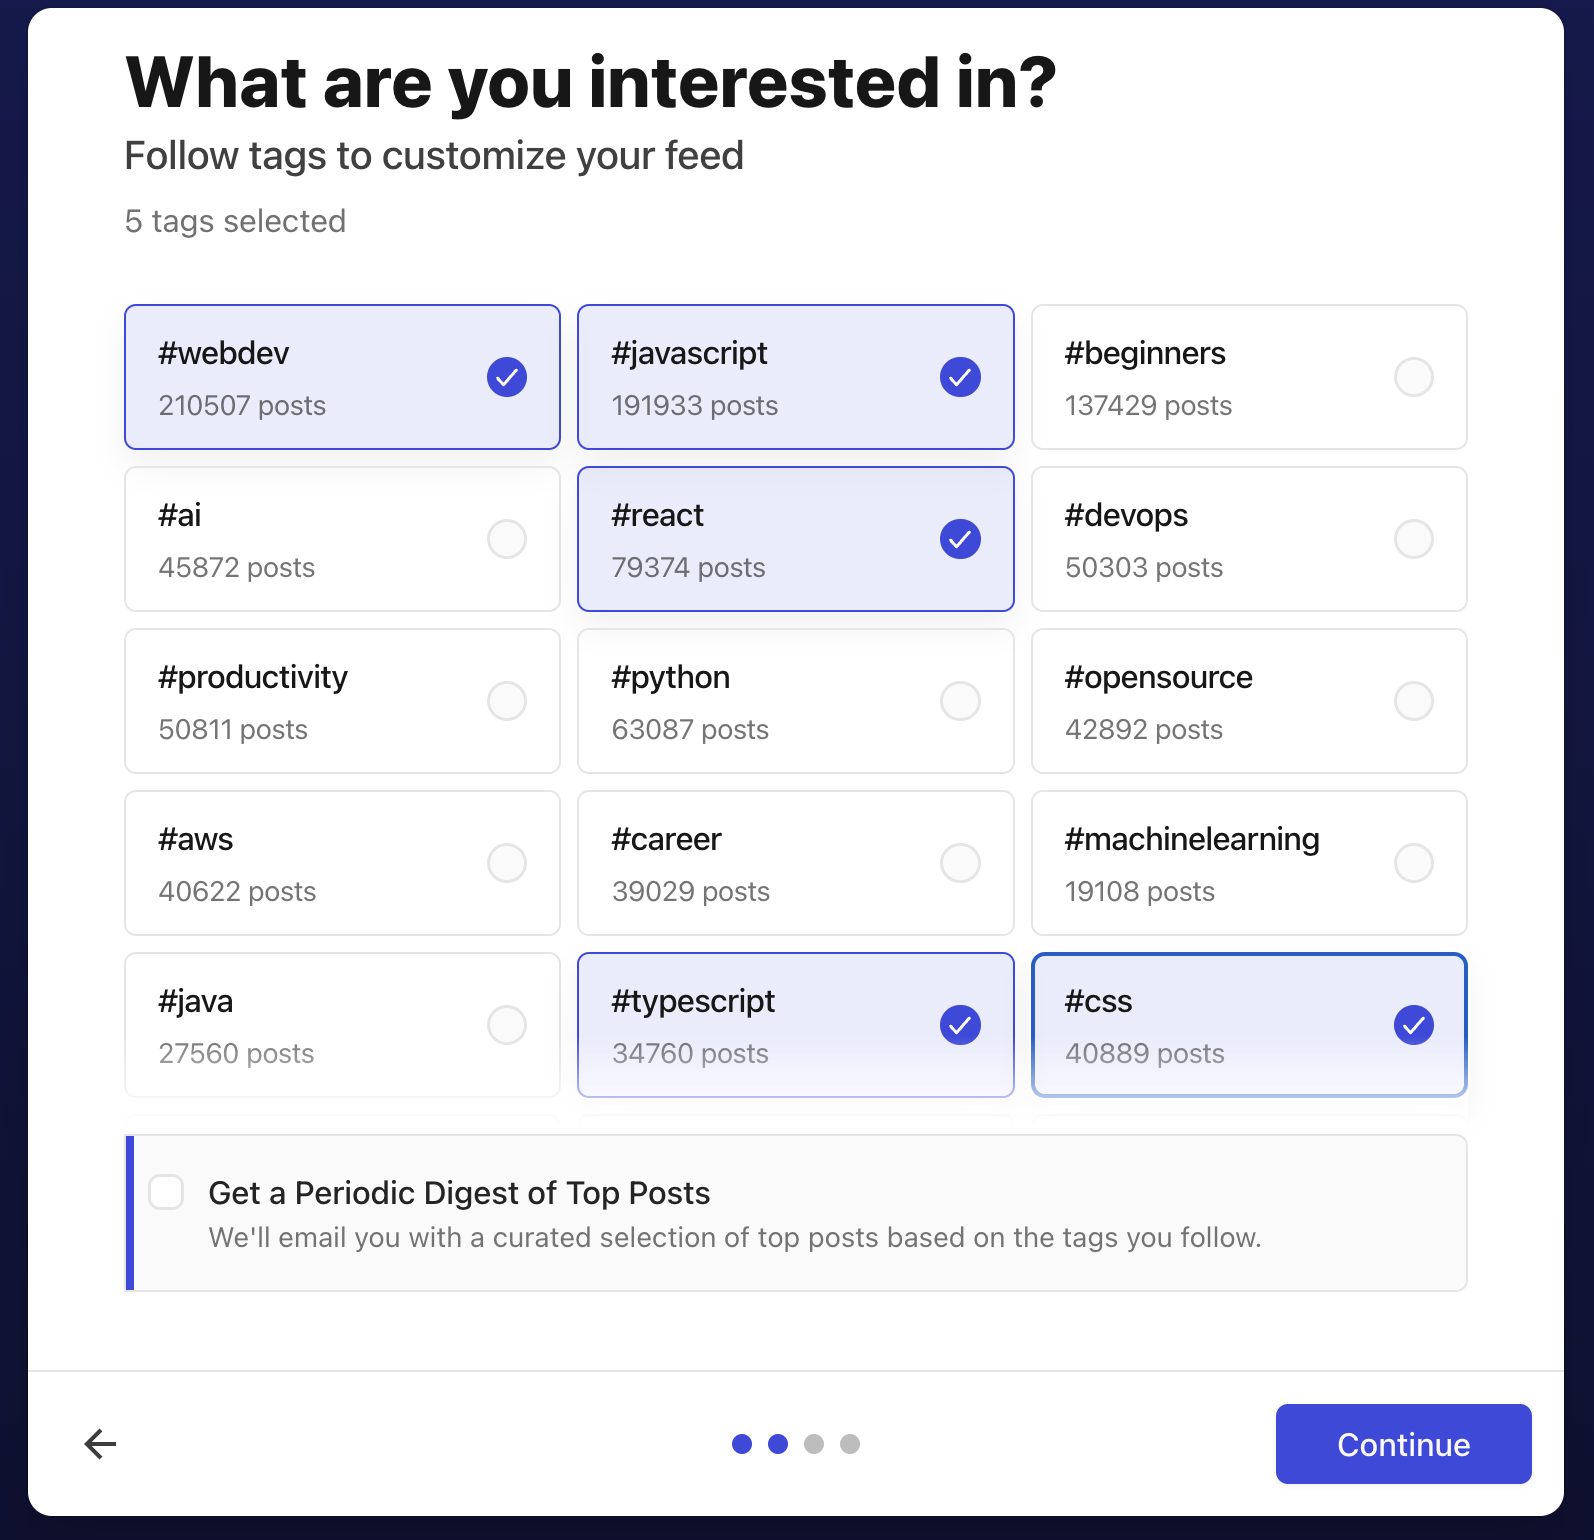 What are you interested in?
Follow tags to customize your feed
5 tags selected
#webdev
210507 posts
#javascript
191933 posts
#beginners
137429 posts
#ai
45872 posts
#react
79374 posts
#devops
50303 posts
#productivity
50811 posts
#python
63087 posts
#opensource
42892 posts
#aws
40622 posts
#career
39029 posts
#machinelearning
19108 posts
#java
27560 posts
#typescript
34760 posts
#css
40889 posts
Get a Periodic Digest of Top Posts
We'll email you with a curated selection of top posts based on the tags you follow.
Continue